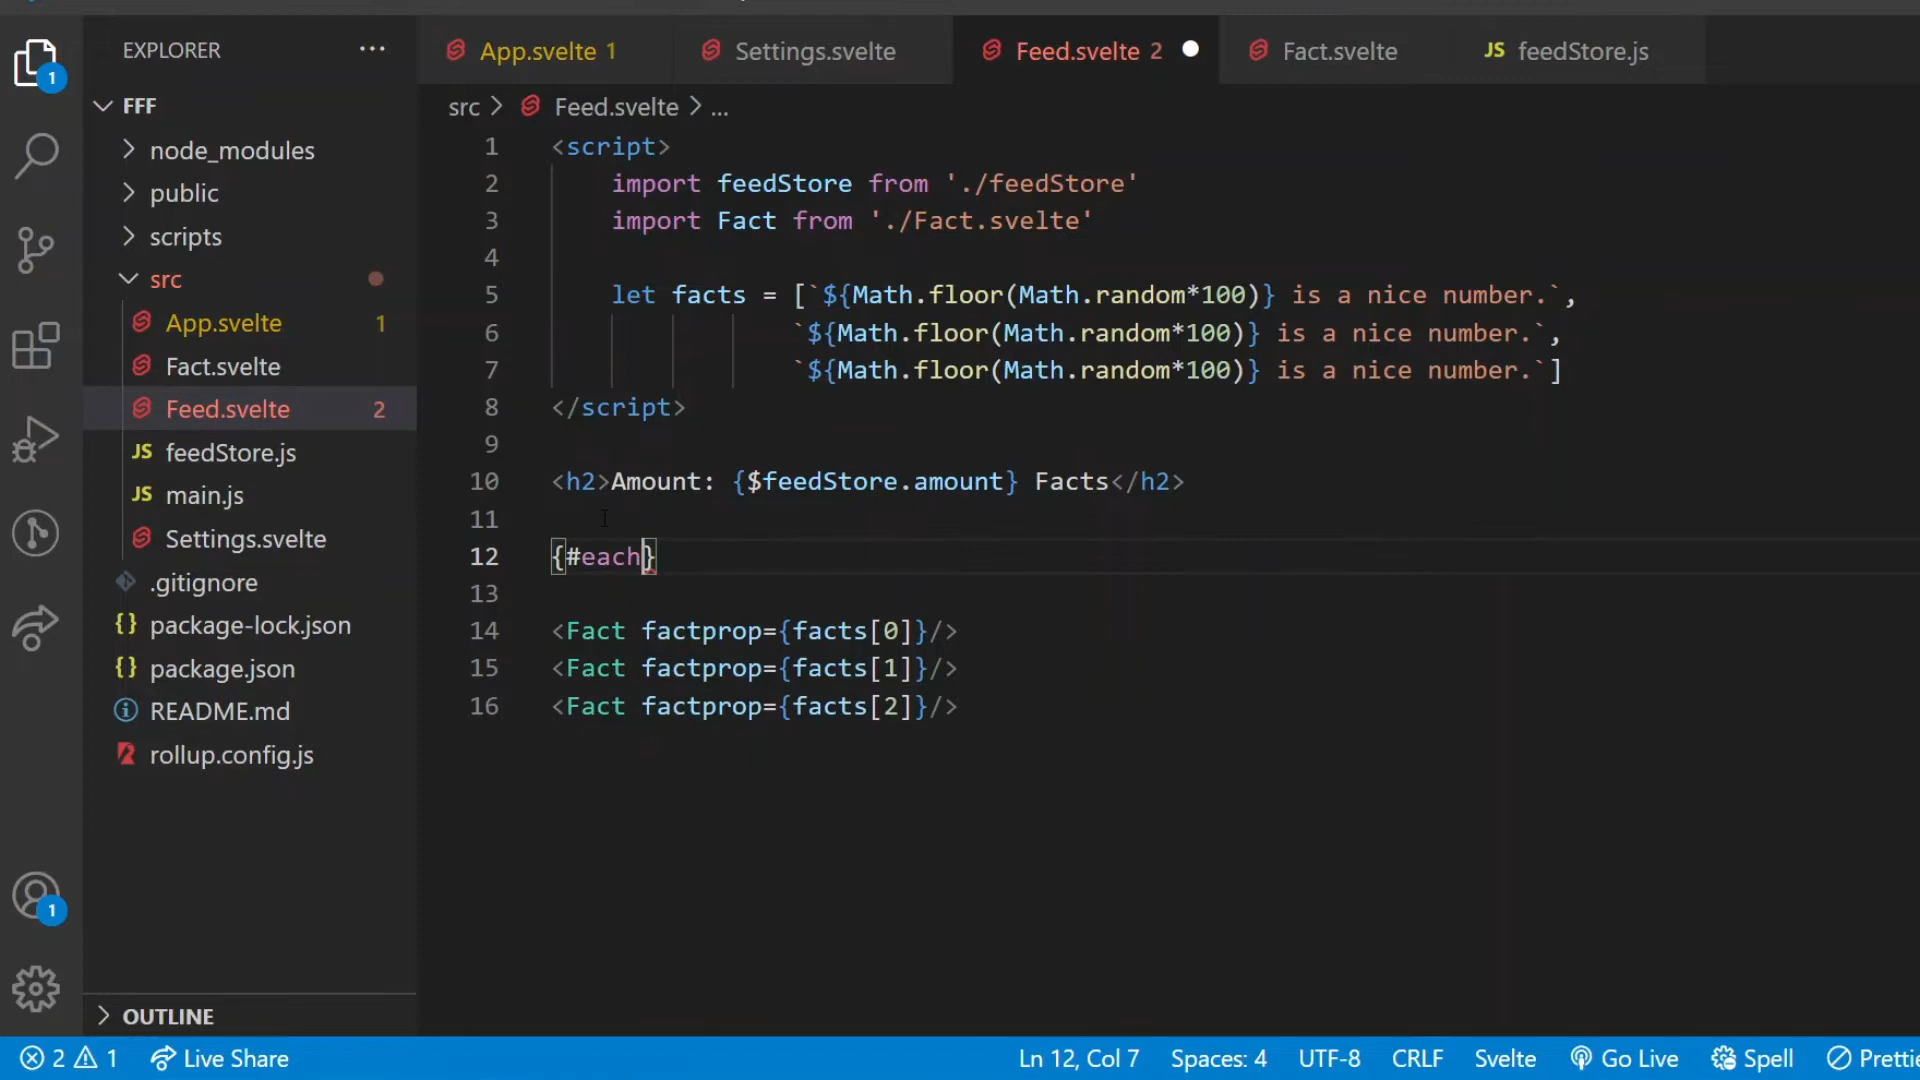 EXPLORER ...
App.svelte 1
Settings.svelte
Feed.svelte 2
Fact.svelte
JS feedStore.js
FFF
node_modules
public
scripts
src
App.svelte 1
Fact.svelte
Feed.svelte 2
JS feedStore.js
JS main.js
Settings.svelte
.gitignore
{} package-lock.json
{} package.json
README.md
rollup.config.js
OUTLINE
1
1
src > Feed.svelte > ...
1 <script>
2 import feedStore from './feedStore'
3 import Fact from './Fact.svelte'
4
5 let facts = [`${Math.floor(Math.random*100)} is a nice number.`,
6 `${Math.floor(Math.random*100)} is a nice number.`,
7 `${Math.floor(Math.random*100)} is a nice number.`]
8 </script>
9
10 <h2>Amount: {$feedStore.amount} Facts</h2>
11
12 {#each}
13
14 <Fact factprop={facts[0]}/>
15 <Fact factprop={facts[1]}/>
16 <Fact factprop={facts[2]}/>
2 1 Live Share Ln 12, Col 7 Spaces: 4 UTF-8 CRLF Svelte Go Live Spell Prettie